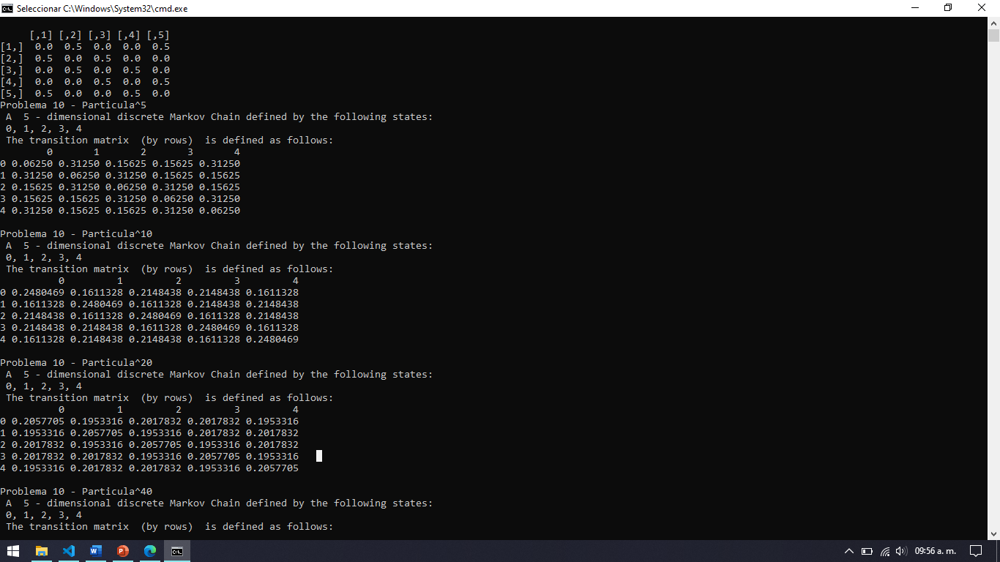 Seleccionar C:\Windows\System32\cmd.exe
     [,1] [,2] [,3] [,4] [,5]
[1,]  0.0  0.5  0.0  0.0  0.5
[2,]  0.5  0.0  0.5  0.0  0.0
[3,]  0.0  0.5  0.0  0.5  0.0
[4,]  0.0  0.0  0.5  0.0  0.5
[5,]  0.5  0.0  0.0  0.5  0.0
Problema 10 - Particula^5
 A  5 - dimensional discrete Markov Chain defined by the following states:
 0, 1, 2, 3, 4
 The transition matrix  (by rows)  is defined as follows:
        0       1       2       3       4
0 0.06250 0.31250 0.15625 0.15625 0.31250
1 0.31250 0.06250 0.31250 0.15625 0.15625
2 0.15625 0.31250 0.06250 0.31250 0.15625
3 0.15625 0.15625 0.31250 0.06250 0.31250
4 0.31250 0.15625 0.15625 0.31250 0.06250
Problema 10 - Particula^10
 A  5 - dimensional discrete Markov Chain defined by the following states:
 0, 1, 2, 3, 4
 The transition matrix  (by rows)  is defined as follows:
          0         1         2         3         4
0 0.2480469 0.1611328 0.2148438 0.2148438 0.1611328
1 0.1611328 0.2480469 0.1611328 0.2148438 0.2148438
2 0.2148438 0.1611328 0.2480469 0.1611328 0.2148438
3 0.2148438 0.2148438 0.1611328 0.2480469 0.1611328
4 0.1611328 0.2148438 0.2148438 0.1611328 0.2480469
Problema 10 - Particula^20
 A  5 - dimensional discrete Markov Chain defined by the following states:
 0, 1, 2, 3, 4
 The transition matrix  (by rows)  is defined as follows:
          0         1         2         3         4
0 0.2057705 0.1953316 0.2017832 0.2017832 0.1953316
1 0.1953316 0.2057705 0.1953316 0.2017832 0.2017832
2 0.2017832 0.1953316 0.2057705 0.1953316 0.2017832
3 0.2017832 0.2017832 0.1953316 0.2057705 0.1953316
4 0.1953316 0.2017832 0.2017832 0.1953316 0.2057705
Problema 10 - Particula^40
 A  5 - dimensional discrete Markov Chain defined by the following states:
 0, 1, 2, 3, 4
 The transition matrix  (by rows)  is defined as follows:
09:56 a. m.